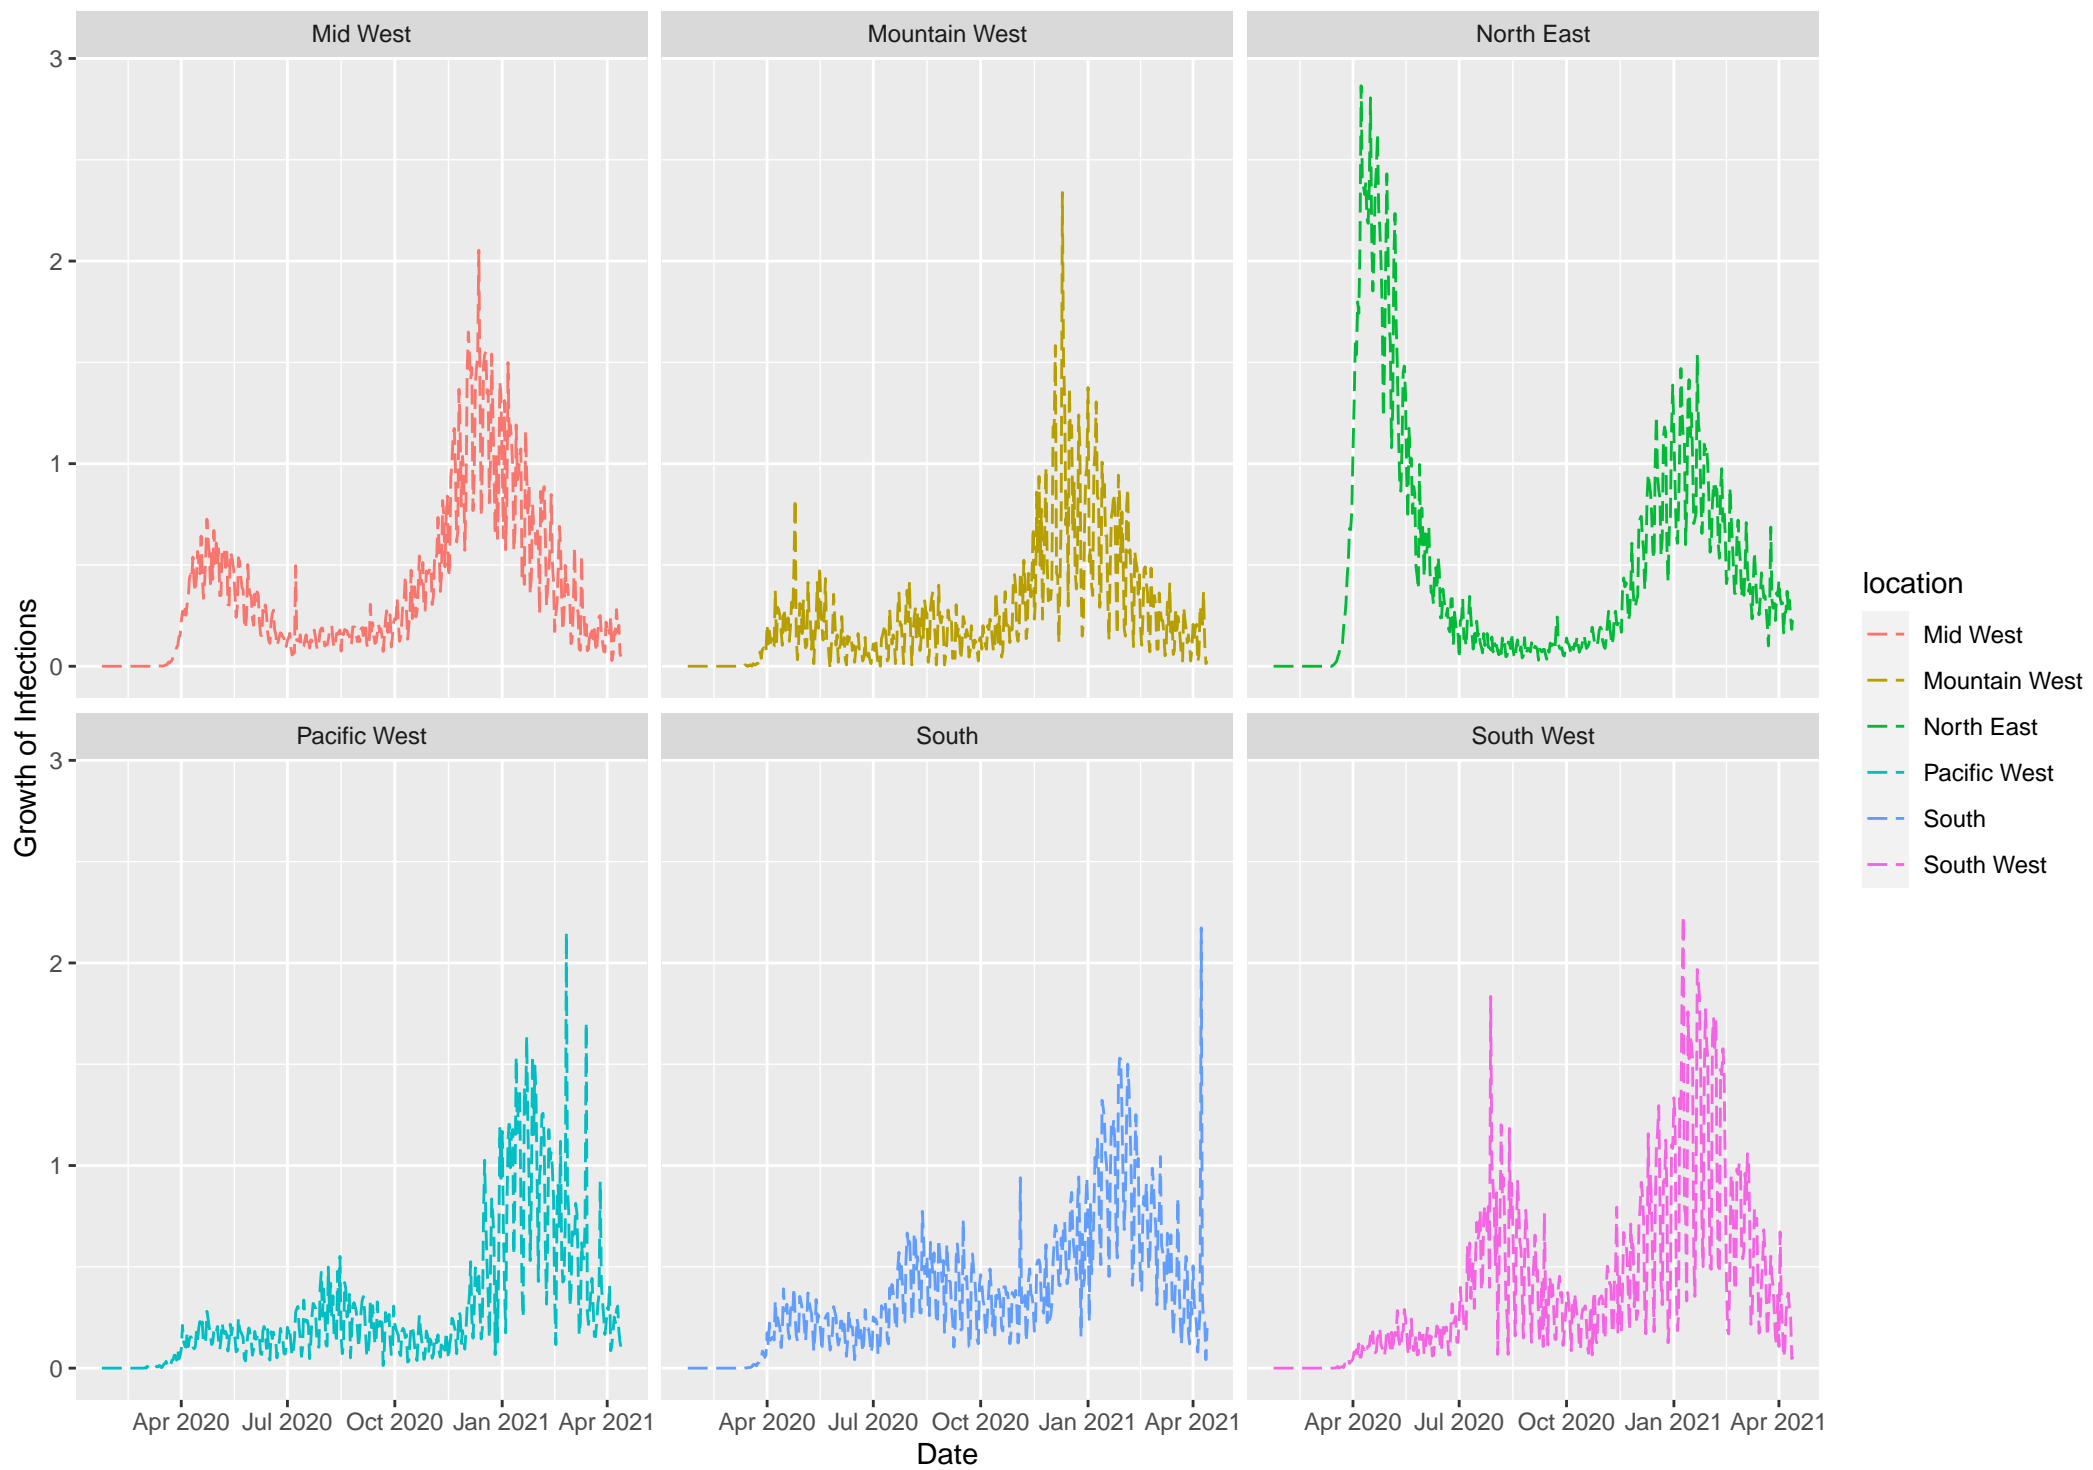 Mid West
Mountain West
North East
3
2
1
0
Pacific West
South
South West
3
2
1
0
Growth of Infections
Apr 2020 Jul 2020 Oct 2020 Jan 2021 Apr 2021
Apr 2020 Jul 2020 Oct 2020 Jan 2021 Apr 2021
Apr 2020 Jul 2020 Oct 2020 Jan 2021 Apr 2021
Date
location
Mid West
Mountain West
North East
Pacific West
South
South West